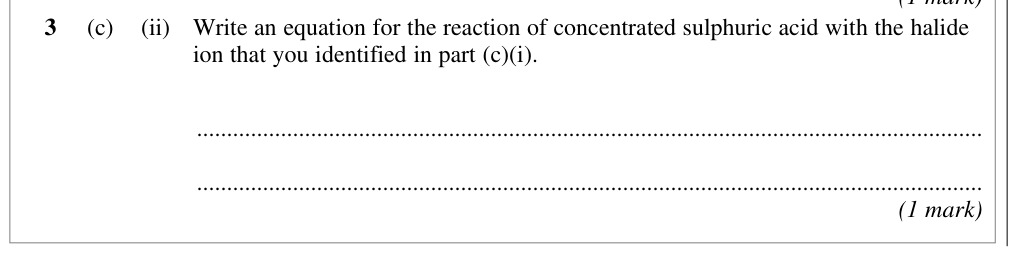 3 (c) (ii) Write an equation for the reaction of concentrated sulphuric acid with the halide
ion that you identified in part (c)(i).
....................................................................................................................................
....................................................................................................................................
(1 mark)